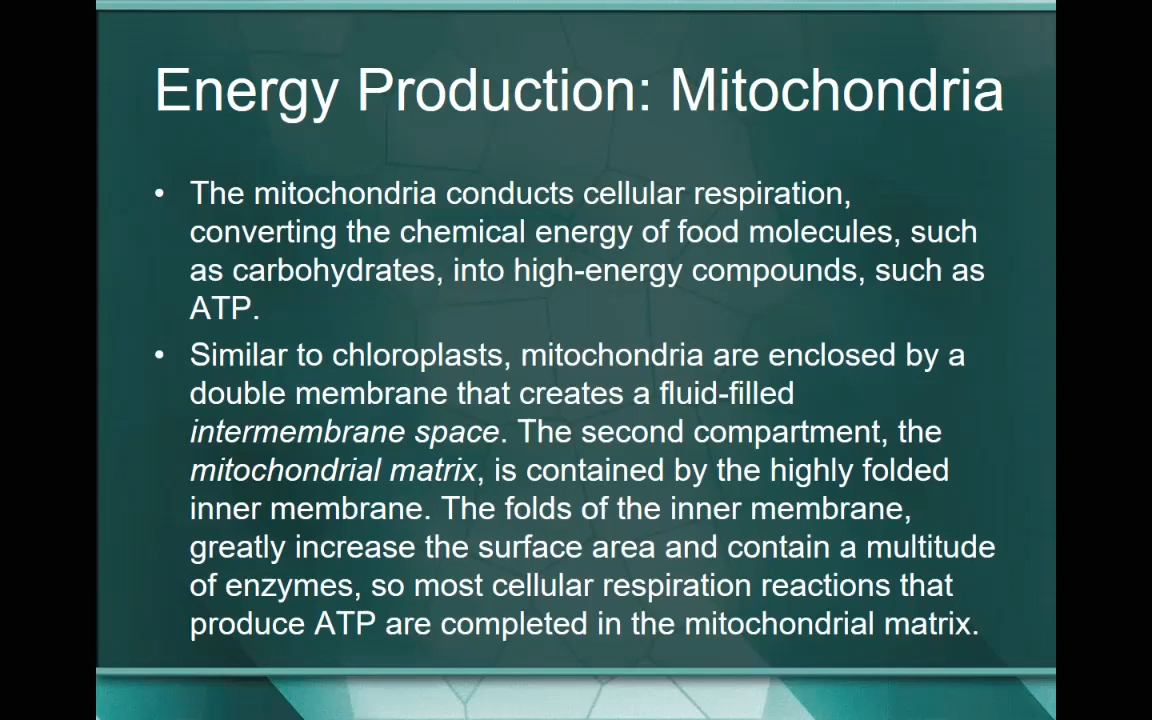 Energy Production: Mitochondria
• The mitochondria conducts cellular respiration,
converting the chemical energy of food molecules, such
as carbohydrates, into high-energy compounds, such as
ATP.
• Similar to chloroplasts, mitochondria are enclosed by a
double membrane that creates a fluid-filled
intermembrane space. The second compartment, the
mitochondrial matrix, is contained by the highly folded
inner membrane. The folds of the inner membrane,
greatly increase the surface area and contain a multitude
of enzymes, so most cellular respiration reactions that
produce ATP are completed in the mitochondrial matrix.